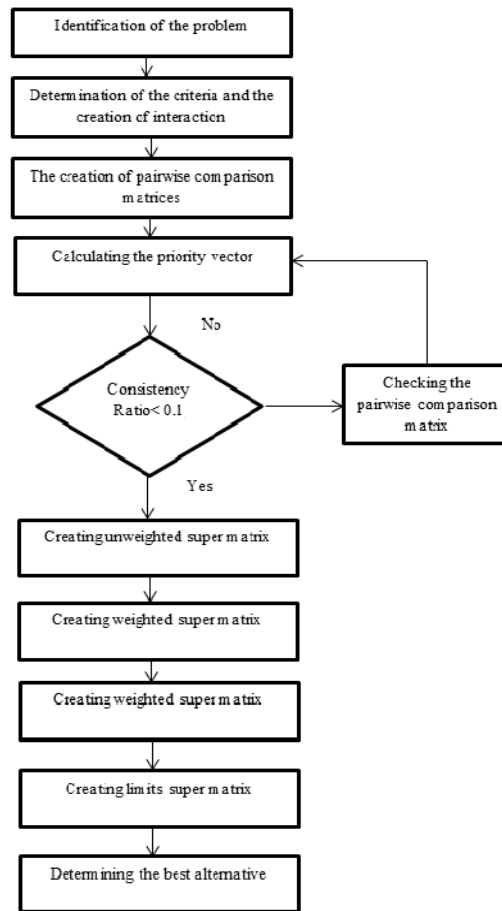 Identification of the problem
Determination of the criteria and the
creation of interaction
The creation of pairwise comparison
matrices
Calculating the priority vector
No
Consistency
Ratio< 0.1
Checking the
pairwise comparison
matrix
Yes
Creating unweighted super matrix
Creating weighted super matrix
Creating weighted super matrix
Creating limits super matrix
Determining the best alternative